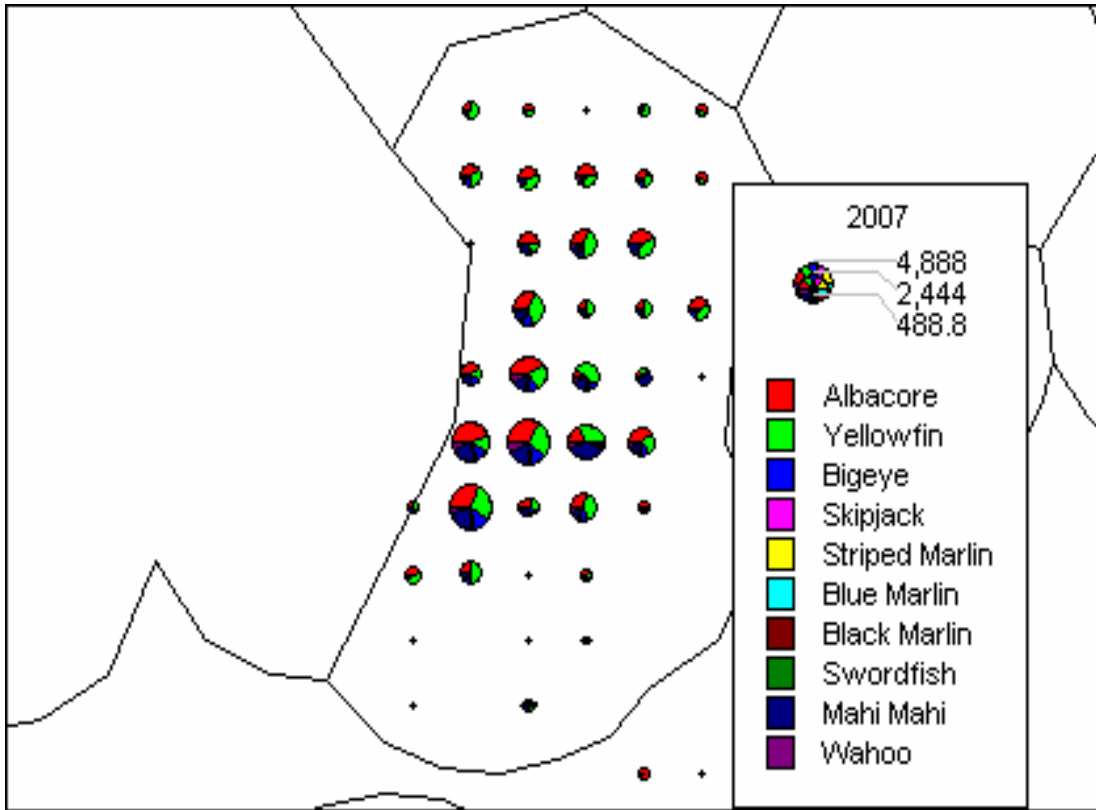 2007
4,888
2,444
488.8
Albacore
Yellowfin
Bigeye
Skipjack
Striped Marlin
Blue Marlin
Black Marlin
Swordfish
Mahi Mahi
Wahoo